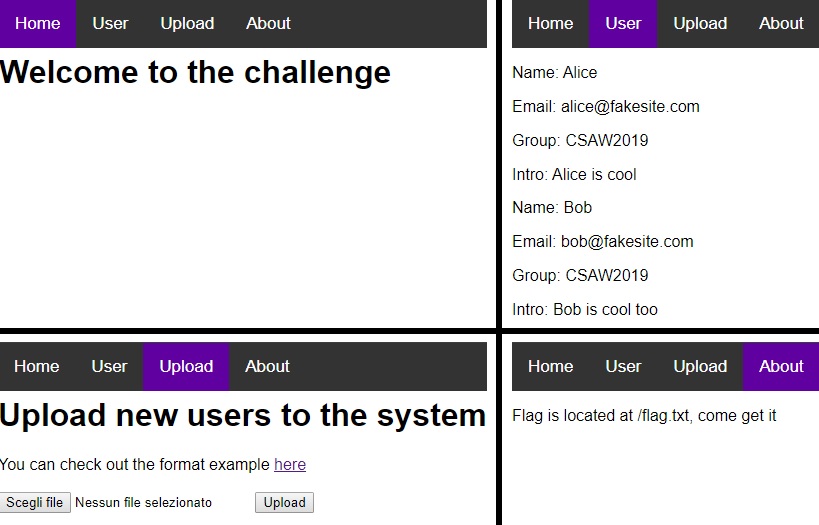 Home User Upload About
Welcome to the challenge
Home User Upload About
Name: Alice
Email: alice@fakesite.com
Group: CSAW2019
Intro: Alice is cool
Name: Bob
Email: bob@fakesite.com
Group: CSAW2019
Intro: Bob is cool too
Home User Upload About
Upload new users to the system
You can check out the format example here
Scegli file Nessun file selezionato Upload
Home User Upload About
Flag is located at /flag.txt, come get it